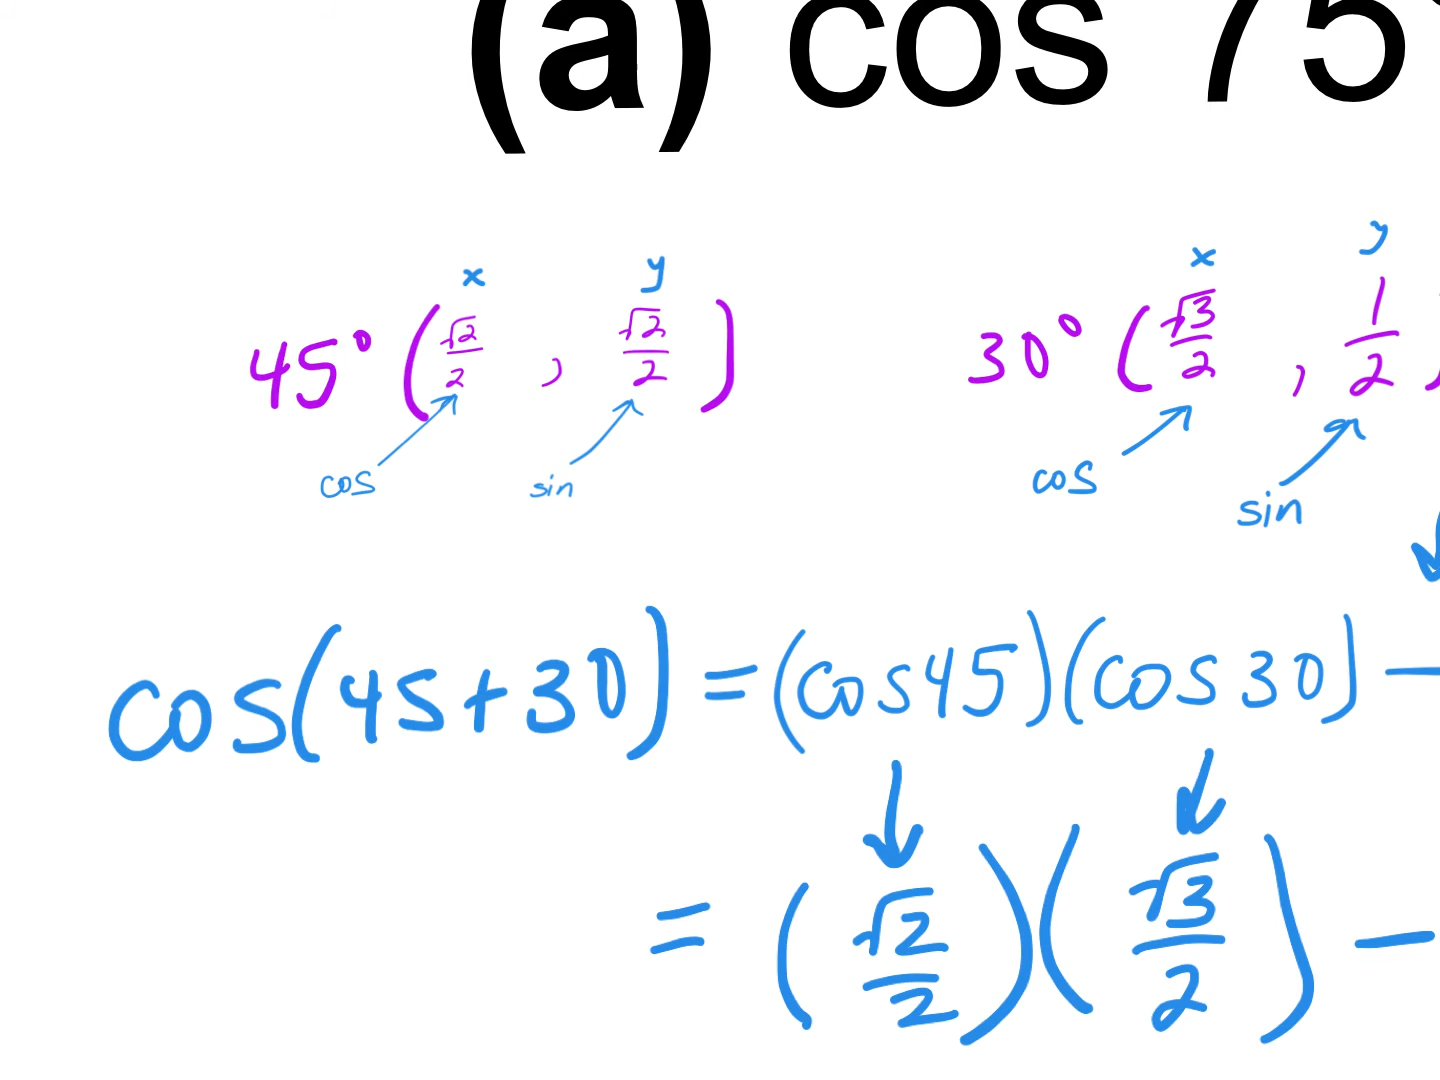 (a) cos 75°
x y x y
45° (√2/2 , √2/2) 30° (√3/2 , 1/2)
cos sin cos sin
cos(45+30) = (cos45)(cos30) −
= (√2/2)(√3/2) −